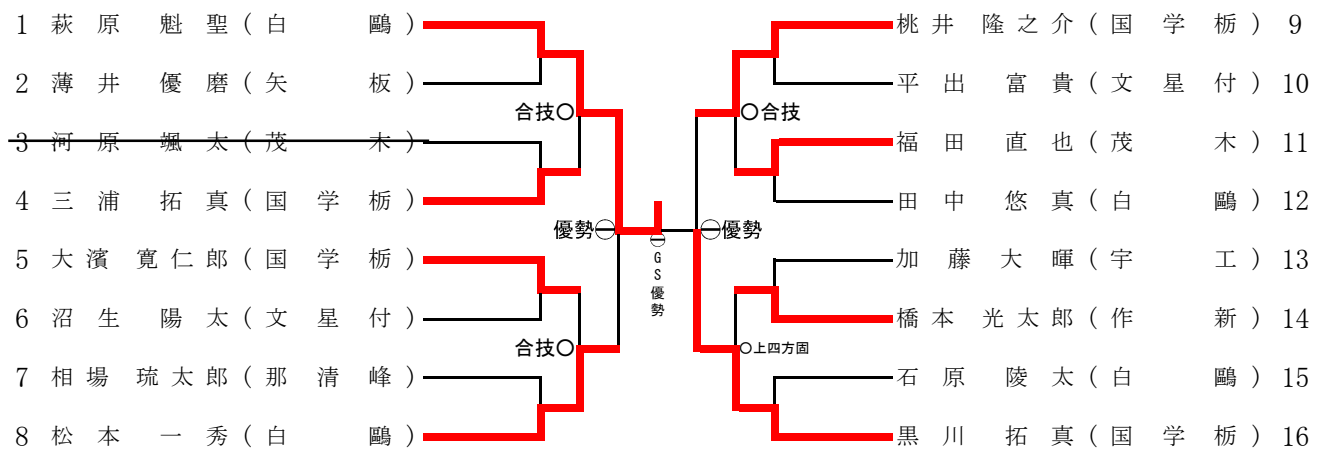 1 萩原 魁聖(白 鷗)
2 薄井 優磨(矢 板)
合技○
3 河原 颯太(茂 木)
4 三浦 拓真(国学栃)
優勢
5 大濱 寛仁郎(国学栃)
6 沼生 陽太(文星付)
合技○
7 相場 琉太郎(那清峰)
8 松本 一秀(白 鷗)
GS優勢
桃井 隆之介(国学栃) 9
平出 富貴(文星付) 10
○合技
福田 直也(茂 木) 11
田中 悠真(白 鷗) 12
優勢
加藤 大暉(宇 工) 13
橋本 光太郎(作 新) 14
○上四方固
石原 陵太(白 鷗) 15
黒川 拓真(国学栃) 16